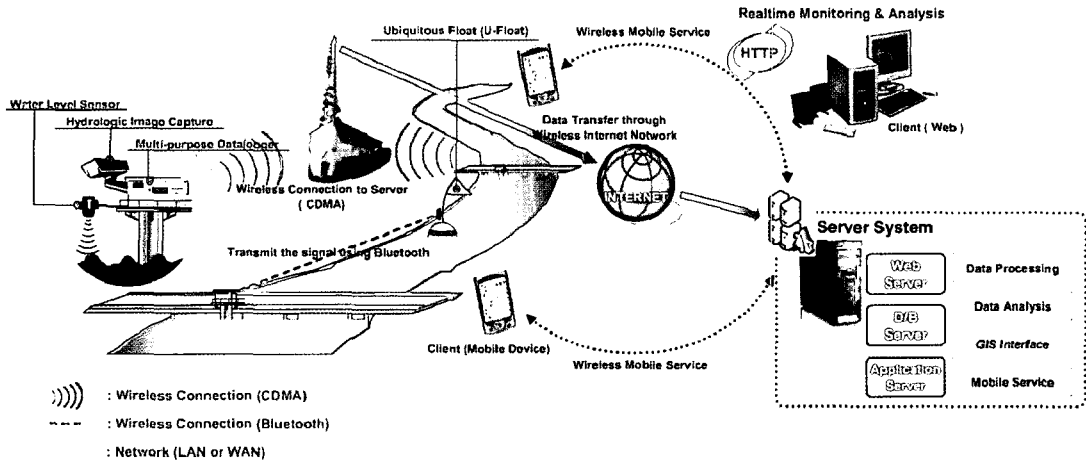 Realtime Monitoring & Analysis
Ubiquitous Float (U-Float)
Wireless Mobile Service
HTTP
Water Level Sensor
Hydrologic Image Capture
Multi-purpose Datalogger
Data Transfer through
Wireless Internet Network
Client ( Web )
Wireless Connection to Server
( CDMA)
INTERNET
Transmit the signal using Bluetooth
Server System
Web
Server
Data Processing
D/B
Server
Data Analysis
GIS Interface
Application
Server
Mobile Service
Client (Mobile Device)
Wireless Mobile Service
: Wireless Connection (CDMA)
: Wireless Connection (Bluetooth)
: Network (LAN or WAN)